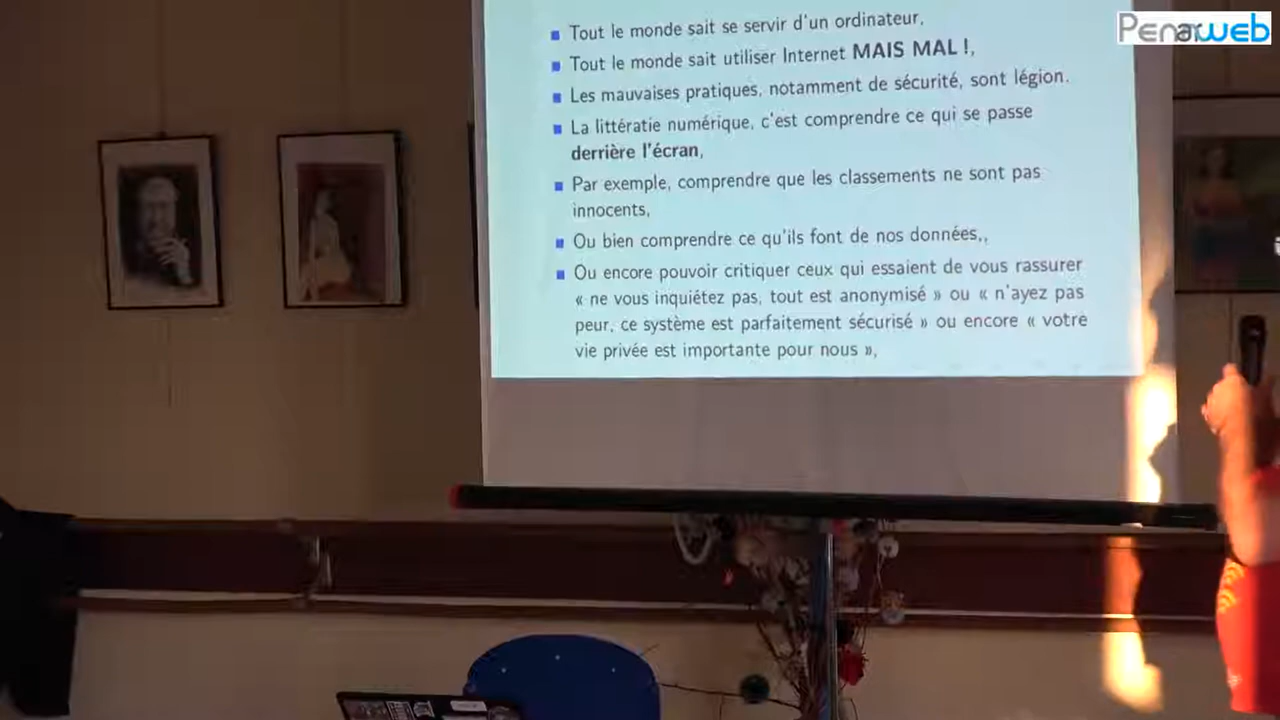 Penarweb
Tout le monde sait se servir d'un ordinateur,
Tout le monde sait utiliser Internet MAIS MAL !,
Les mauvaises pratiques, notamment de sécurité, sont légion.
La littératie numérique, c'est comprendre ce qui se passe
derrière l'écran,
Par exemple, comprendre que les classements ne sont pas
innocents,
Ou bien comprendre ce qu'ils font de nos données,,
Ou encore pouvoir critiquer ceux qui essaient de vous rassurer
« ne vous inquiétez pas, tout est anonymisé » ou « n'ayez pas
peur, ce système est parfaitement sécurisé » ou encore « votre
vie privée est importante pour nous »,